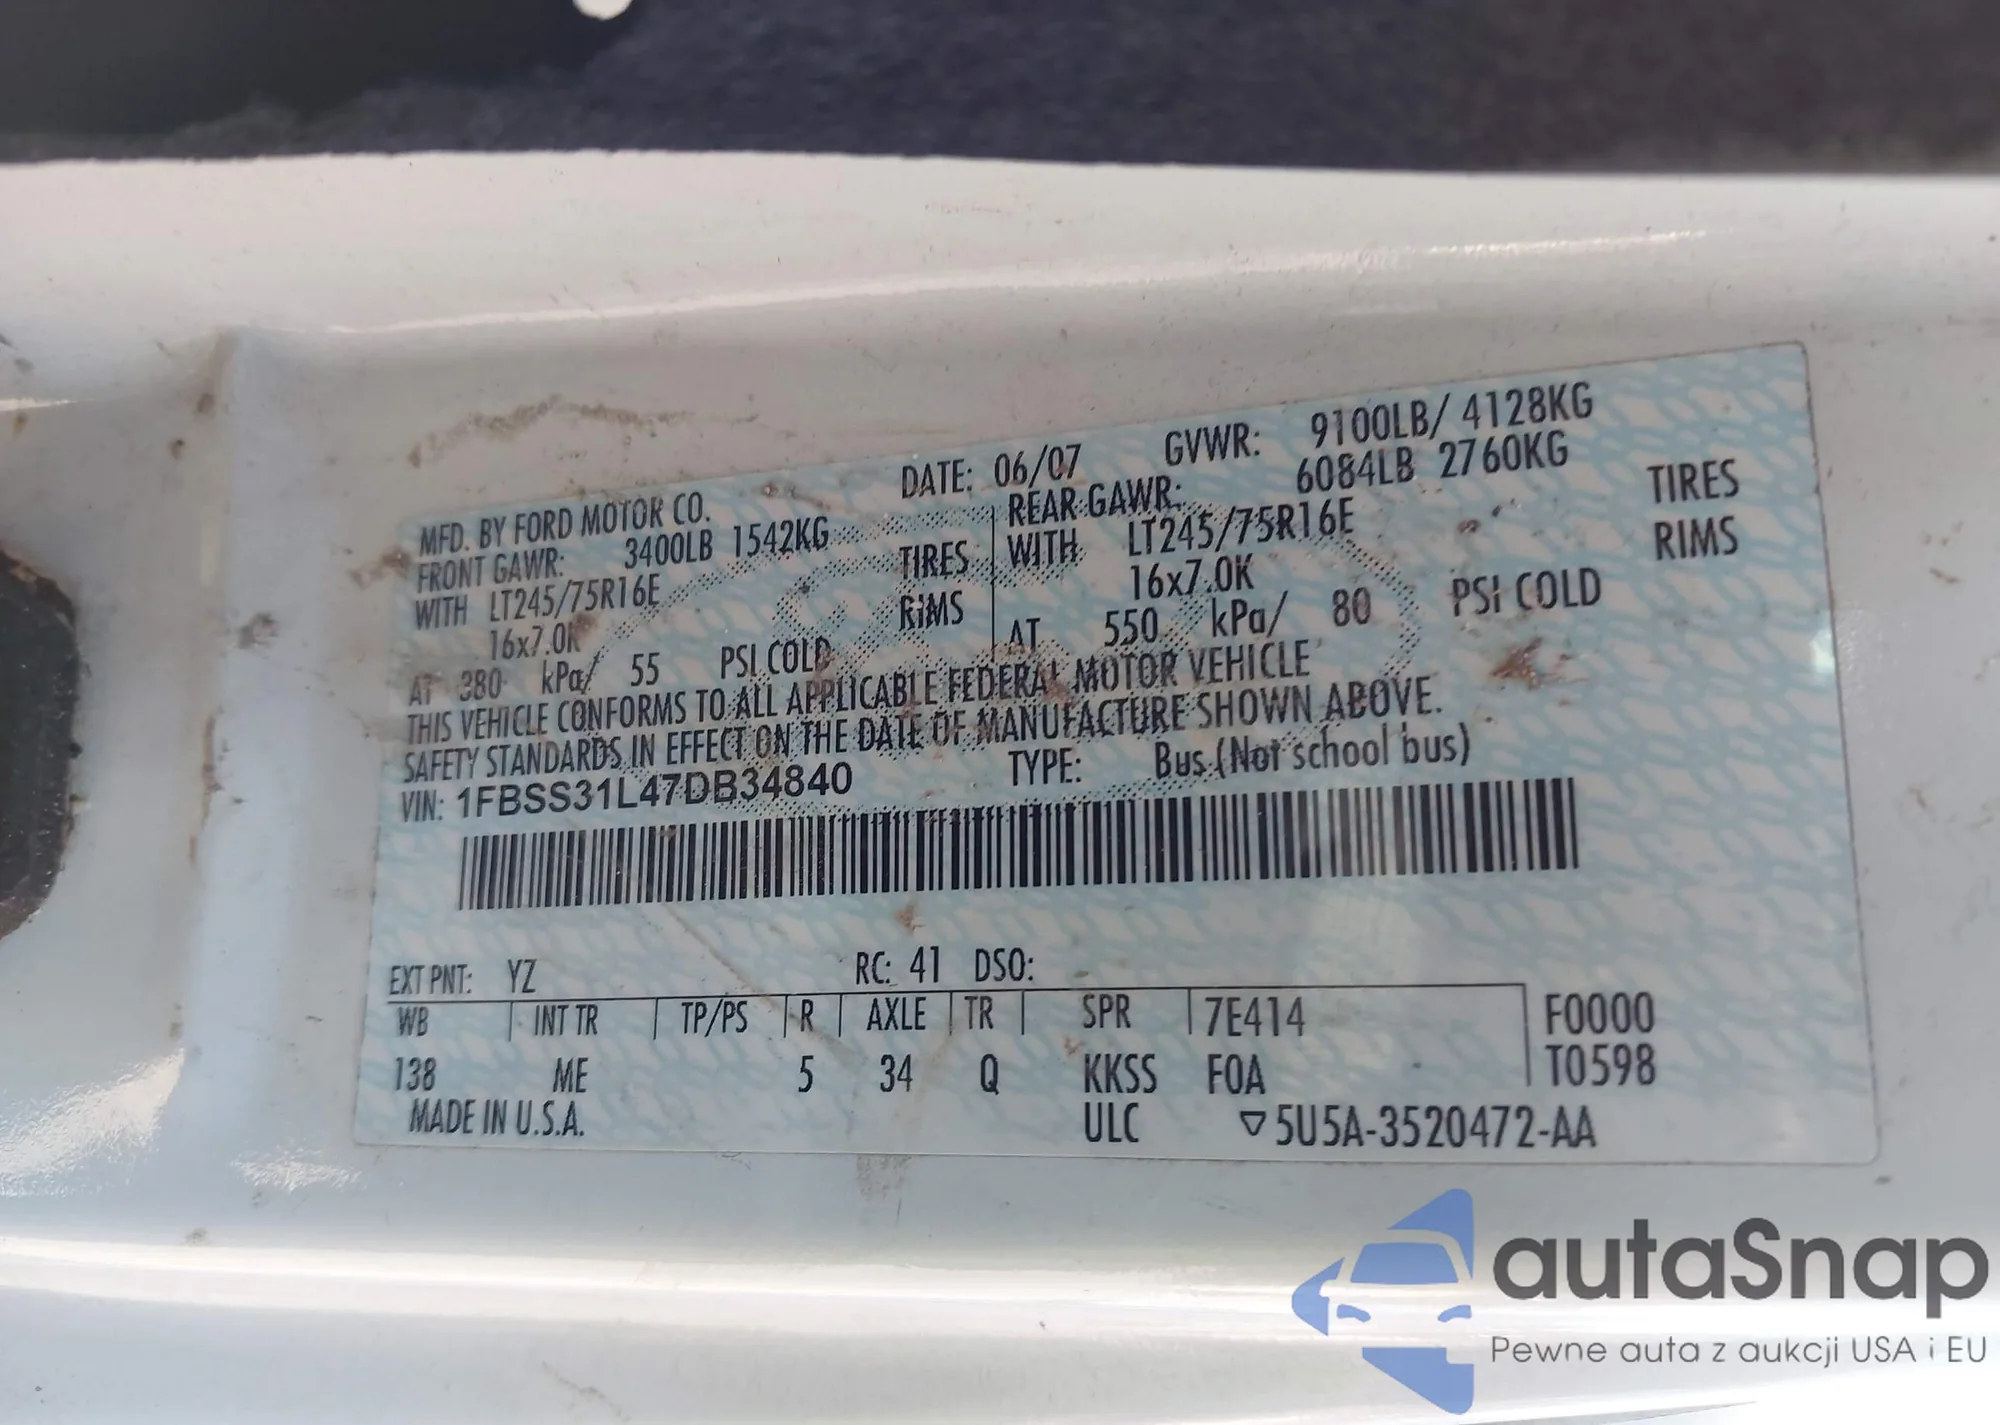 MFD. BY FORD MOTOR CO. DATE: 06/07 GVWR: 9100LB/ 4128KG
FRONT GAWR: 3400LB 1542KG REAR GAWR: 6084LB 2760KG
WITH LT245/75R16E TIRES WITH LT245/75R16E TIRES
16x7.0K RIMS 16x7.0K RIMS
AT 380 kPa/ 55 PSI COLD AT 550 kPa/ 80 PSI COLD
THIS VEHICLE CONFORMS TO ALL APPLICABLE FEDERAL MOTOR VEHICLE
SAFETY STANDARDS IN EFFECT ON THE DATE OF MANUFACTURE SHOWN ABOVE.
VIN: 1FBSS31L47DB34840 TYPE: Bus (Not school bus)
EXT PNT: YZ RC: 41 DSO:
WB INT TR TP/PS R AXLE TR SPR 7E414 F0000
138 ME 5 34 Q KKSS FOA T0598
MADE IN U.S.A. ULC ▽5U5A-3520472-AA
autaSnap
Pewne auta z aukcji USA i EU